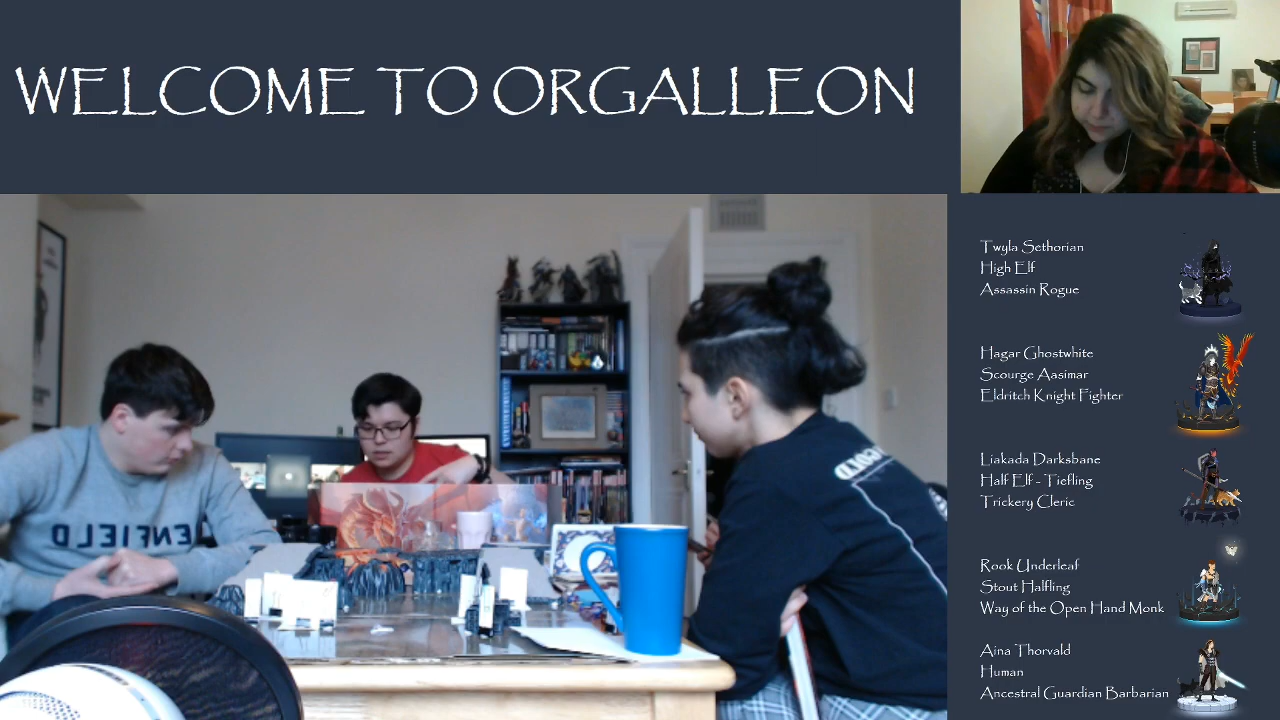 WELCOME TO ORGALLEON
Twyla Sethorian
High Elf
Assassin Rogue
Hagar Ghostwhite
Scourge Aasimar
Eldritch Knight Fighter
Liakada Darksbane
Half Elf - Tiefling
Trickery Cleric
Rook Underleaf
Stout Halfling
Way of the Open Hand Monk
Aina Thorvald
Human
Ancestral Guardian Barbarian
ENFIELD